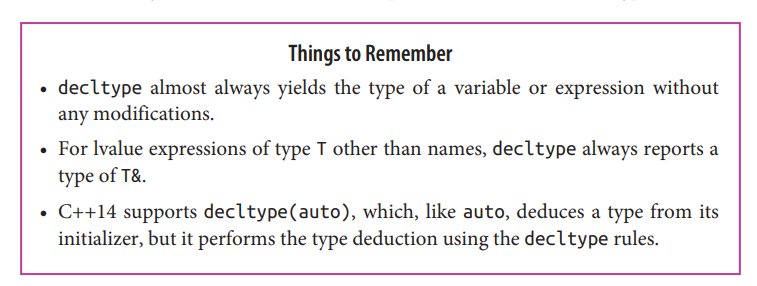 Things to Remember
• decltype almost always yields the type of a variable or expression without
any modifications.
• For lvalue expressions of type T other than names, decltype always reports a
type of T&.
• C++14 supports decltype(auto), which, like auto, deduces a type from its
initializer, but it performs the type deduction using the decltype rules.